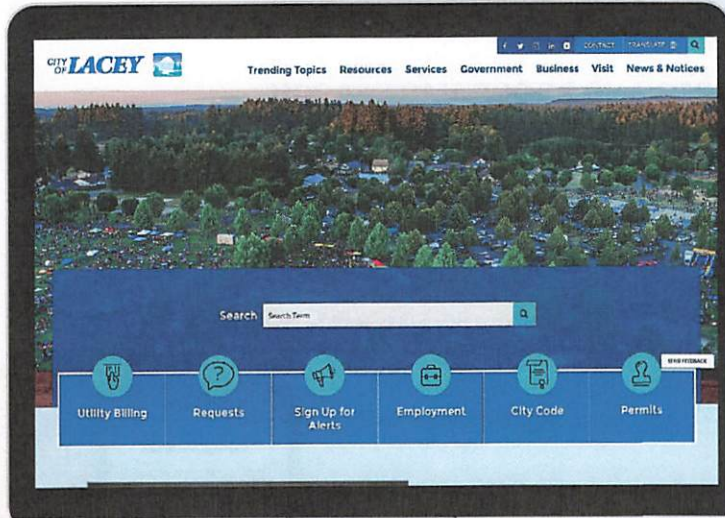 CONTACT TRANSLATE
CITY OF LACEY
Trending Topics Resources Services Government Business Visit News & Notices
Search Search Term
SEND FEEDBACK
Utility Billing Requests Sign Up for Alerts Employment City Code Permits